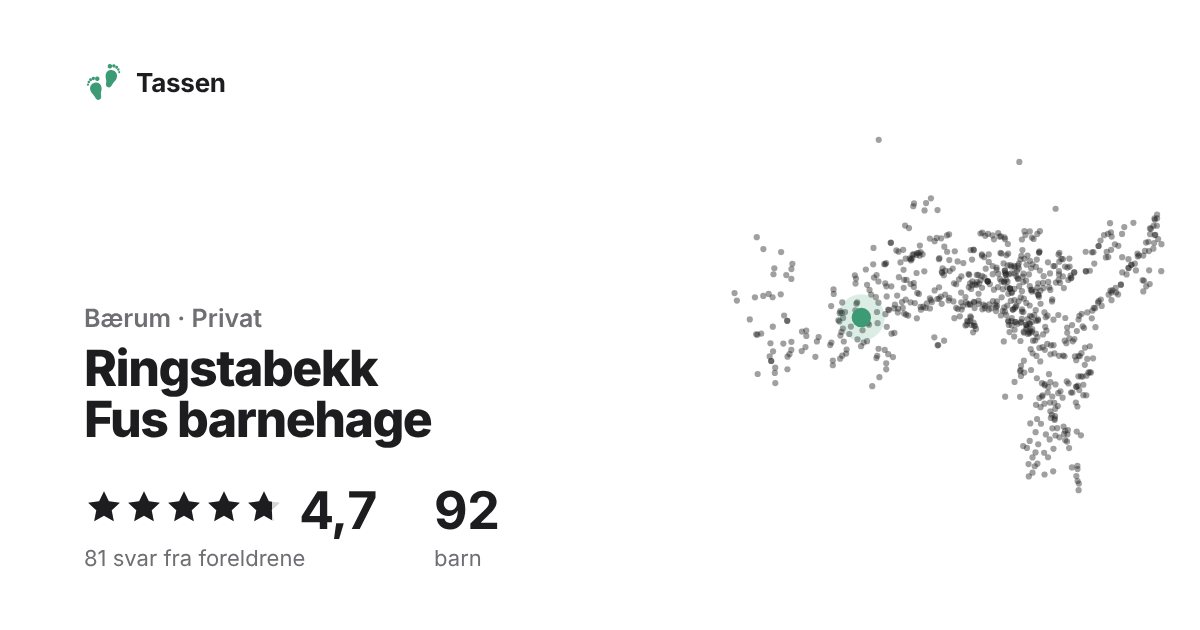 Tassen
Bærum · Privat
Ringstabekk
Fus barnehage
4,7
81 svar fra foreldrene
92
barn